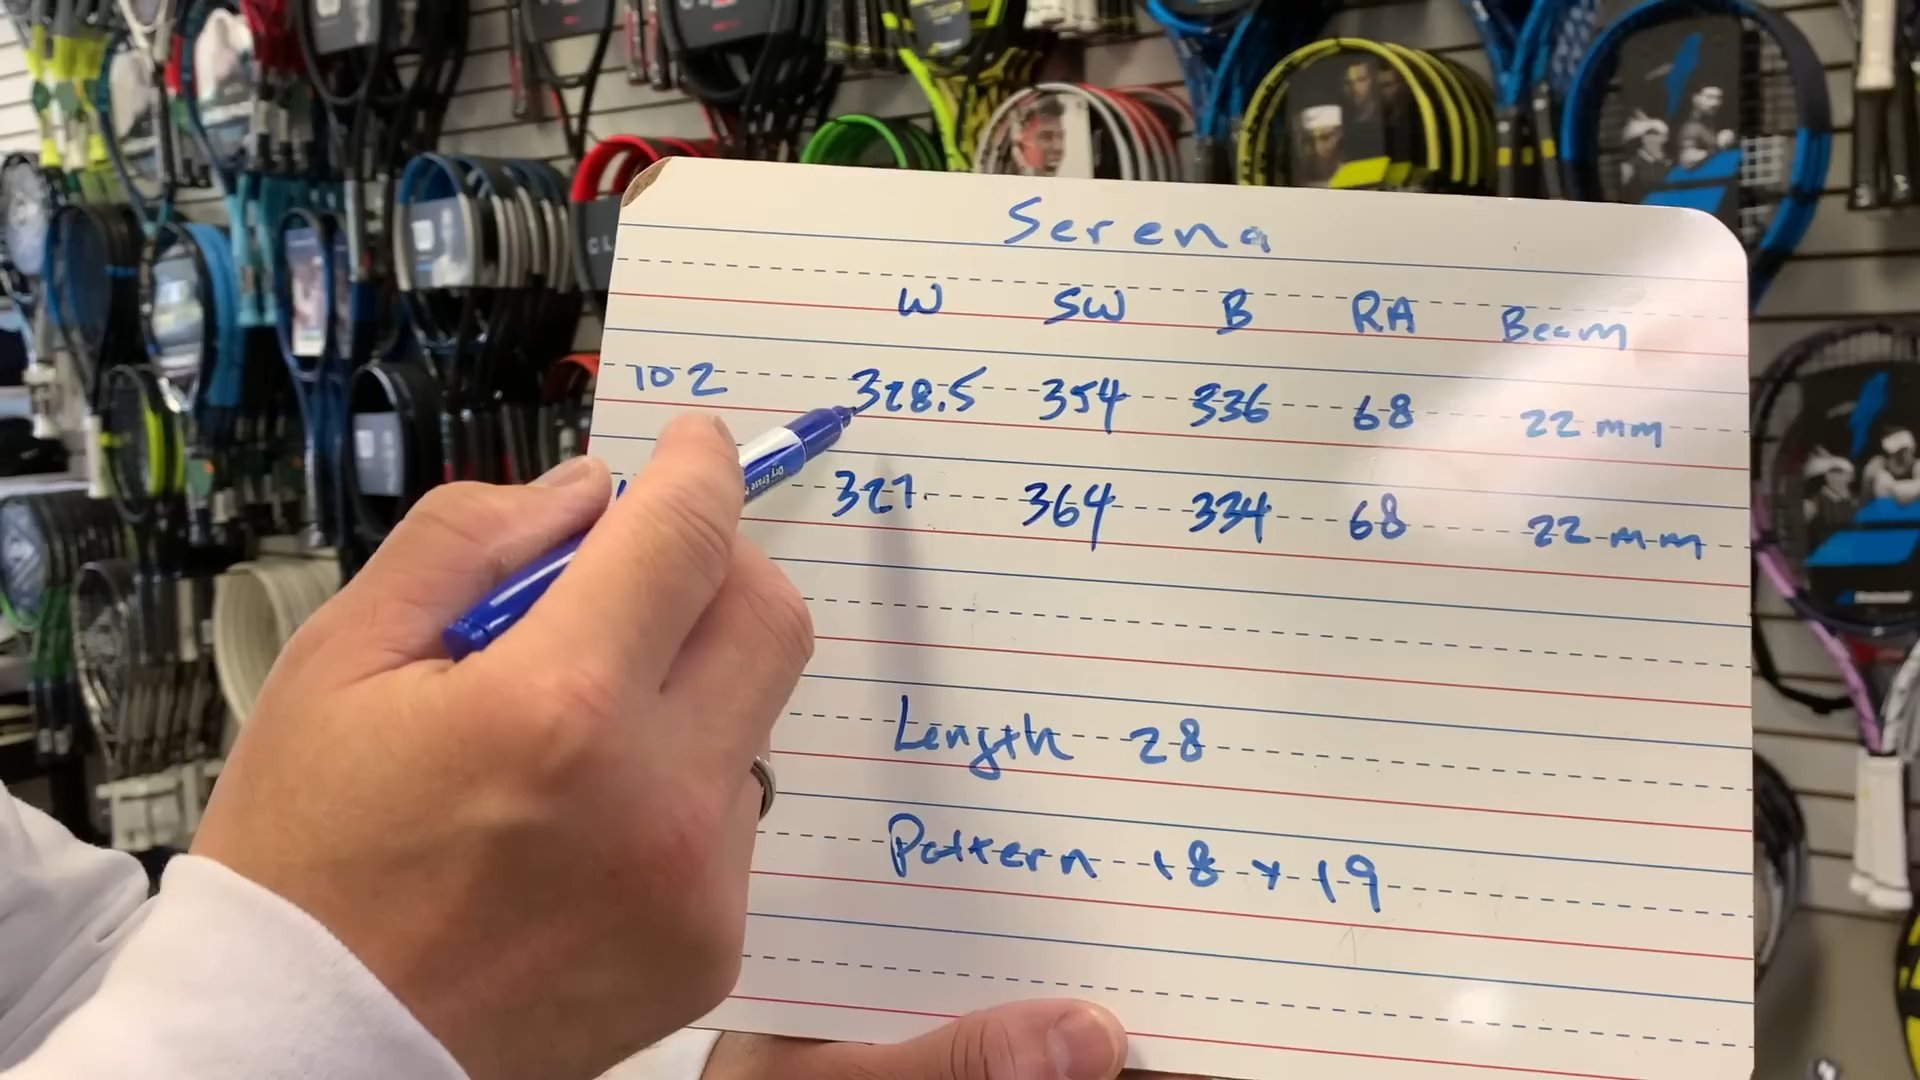 Serena
W SW B RA Beam
102 328.5 354 336 68 22 mm
327. 364 334 68 22 mm
Length 28
Pattern 18 x 19